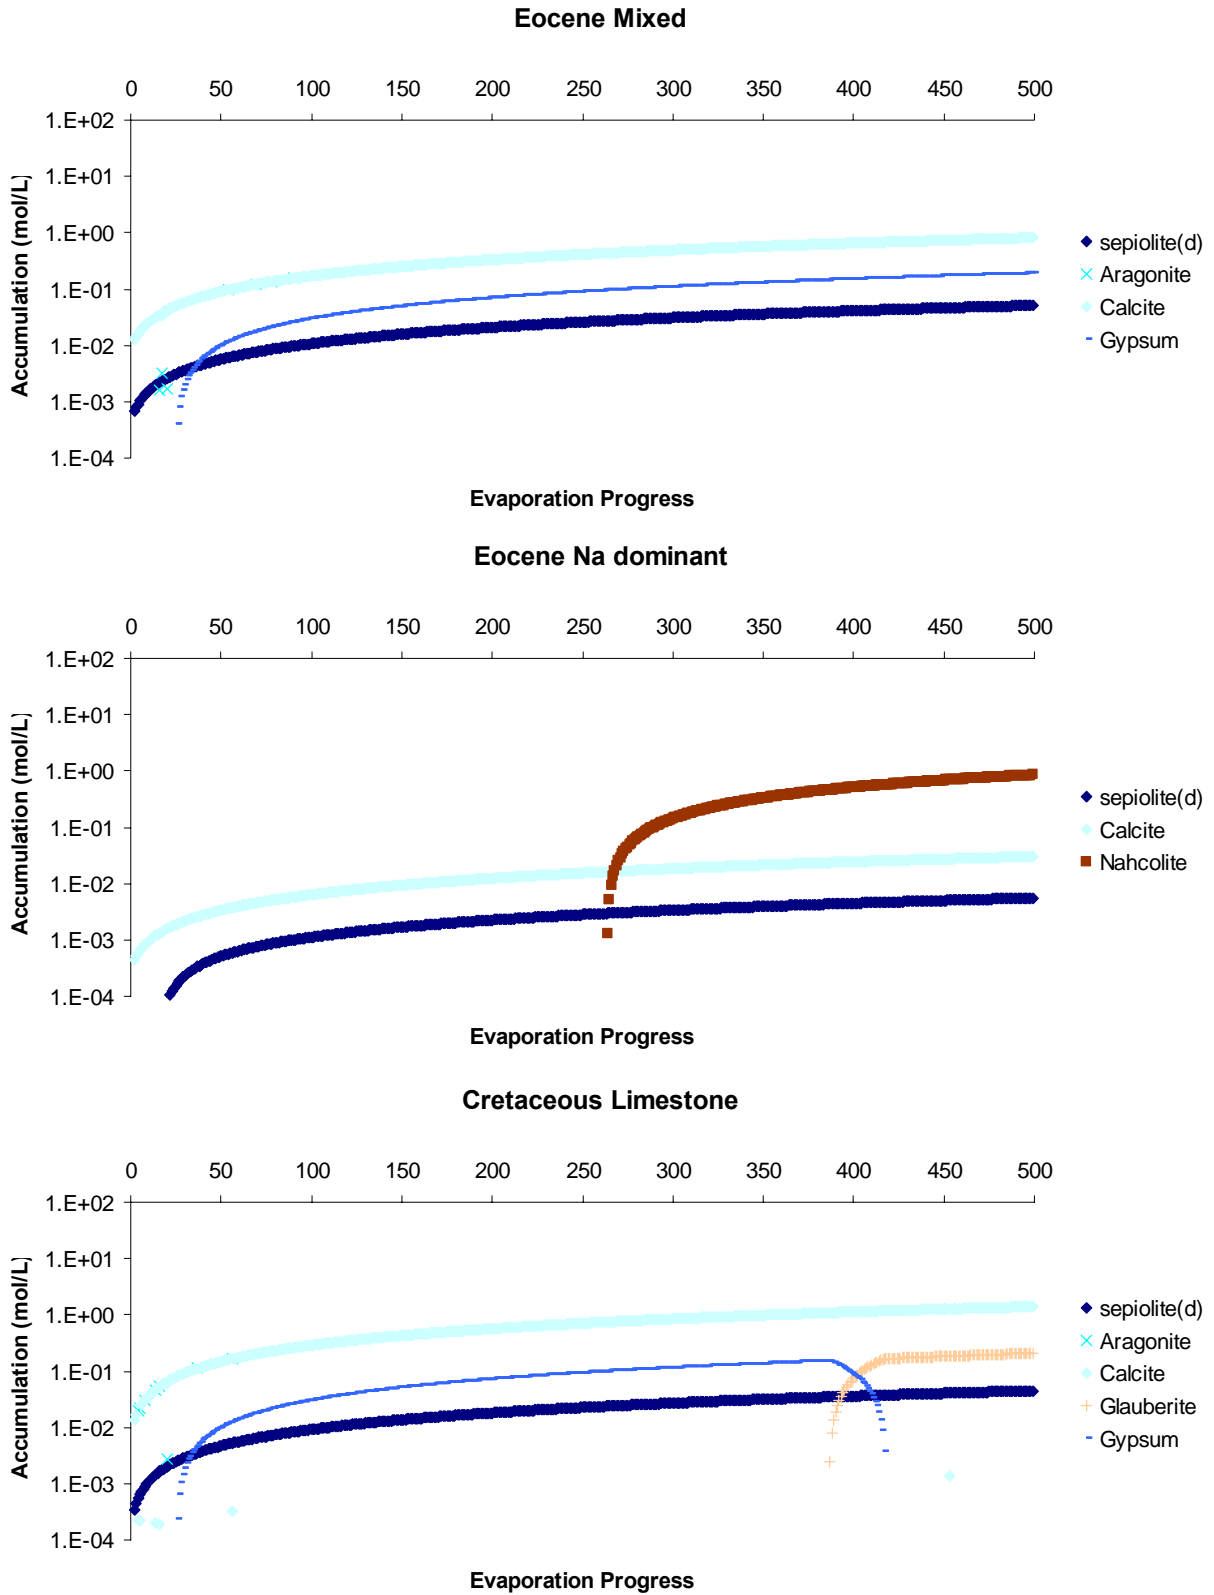 Eocene Mixed
0 50 100 150 200 250 300 350 400 450 500
1.E+02
1.E+01
1.E+00
1.E-01
1.E-02
1.E-03
1.E-04
Accumulation (mol/L)
sepiolite(d)
Aragonite
Calcite
Gypsum
Evaporation Progress
Eocene Na dominant
0 50 100 150 200 250 300 350 400 450 500
1.E+02
1.E+01
1.E+00
1.E-01
1.E-02
1.E-03
1.E-04
Accumulation (mol/L)
sepiolite(d)
Calcite
Nahcolite
Evaporation Progress
Cretaceous Limestone
0 50 100 150 200 250 300 350 400 450 500
1.E+02
1.E+01
1.E+00
1.E-01
1.E-02
1.E-03
1.E-04
Accumulation (mol/L)
sepiolite(d)
Aragonite
Calcite
Glauberite
Gypsum
Evaporation Progress